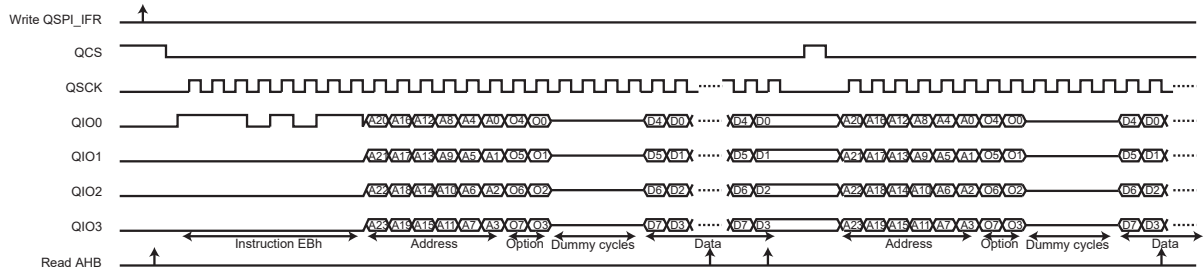 Write QSPI_IFR
QCS
QSCK
QIO0 A20 A16 A12 A8 A4 A0 O4 O0 D4 D0 D4 D0 A20 A16 A12 A8 A4 A0 O4 O0 D4 D0
QIO1 A21 A17 A13 A9 A5 A1 O5 O1 D5 D1 D5 D1 A21 A17 A13 A9 A5 A1 O5 O1 D5 D1
QIO2 A22 A18 A14 A10 A6 A2 O6 O2 D6 D2 D6 D2 A22 A18 A14 A10 A6 A2 O6 O2 D6 D2
QIO3 A23 A19 A15 A11 A7 A3 O7 O3 D7 D3 D7 D3 A23 A19 A15 A11 A7 A3 O7 O3 D7 D3
Instruction EBh Address Option Dummy cycles Data Address Option Dummy cycles Data
Read AHB